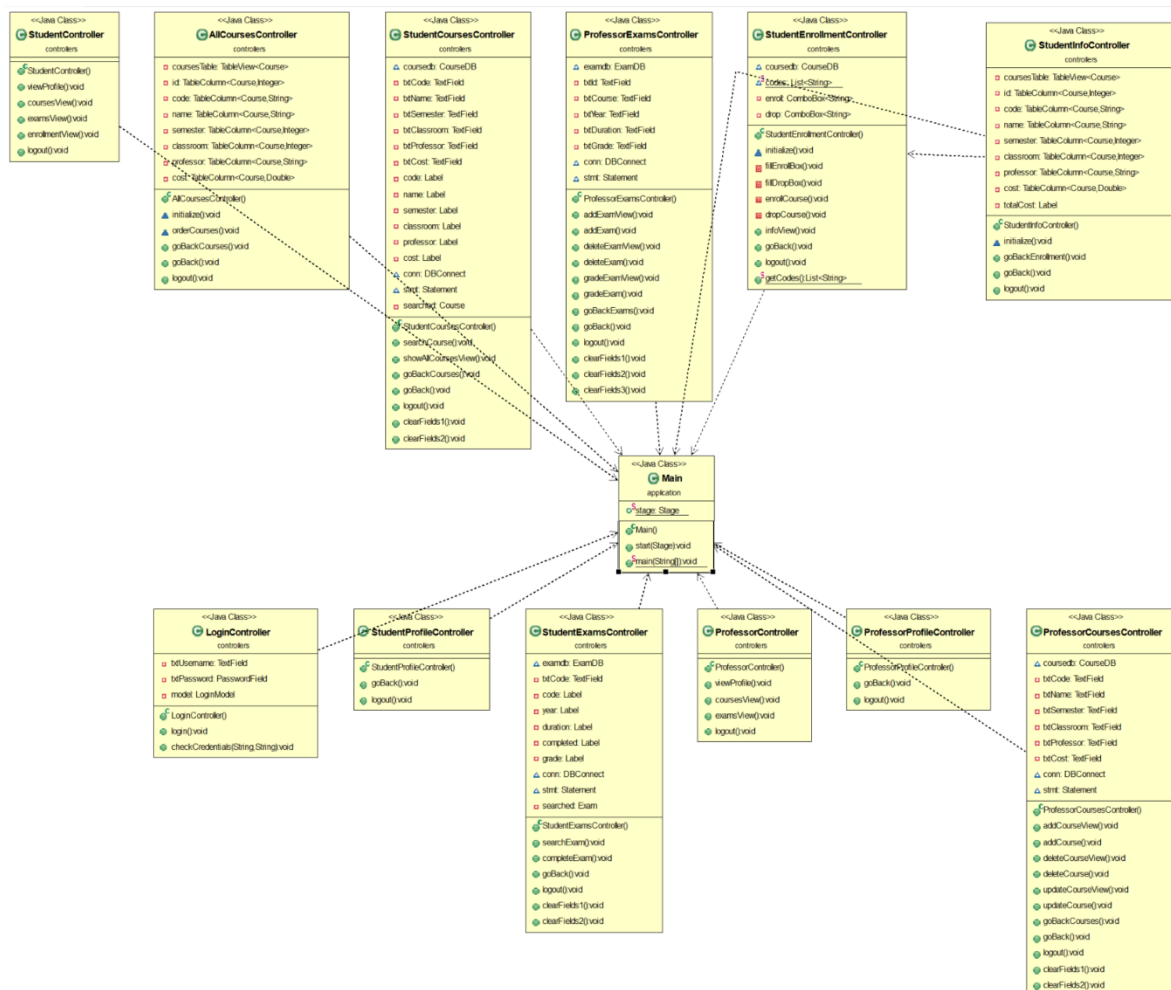 <<Java Class>>
StudentController
controllers
StudentController()
viewProfile():void
coursesView():void
examsView():void
enrollmentView():void
logout():void
<<Java Class>>
AllCoursesController
controllers
coursesTable: TableView<Course>
id: TableColumn<Course,Integer>
code: TableColumn<Course,String>
name: TableColumn<Course,String>
semester: TableColumn<Course,Integer>
classroom: TableColumn<Course,Integer>
professor: TableColumn<Course,String>
cost: TableColumn<Course,Double>
AllCoursesController()
initialize():void
orderCourses():void
goBackCourses():void
goBack():void
logout():void
<<Java Class>>
StudentCoursesController
controllers
coursedb: CourseDB
txtCode: TextField
txtName: TextField
txtSemester: TextField
txtClassroom: TextField
txtProfessor: TextField
txtCost: TextField
code: Label
name: Label
semester: Label
classroom: Label
professor: Label
cost: Label
conn: DBConnect
stmt: Statement
searched: Course
StudentCoursesController()
searchCourse():void
showAllCoursesView():void
goBackCourses():void
goBack():void
logout():void
clearFields1():void
clearFields2():void
<<Java Class>>
ProfessorExamsController
controllers
examdb: ExamDB
txtId: TextField
txtCourse: TextField
txtYear: TextField
txtDuration: TextField
txtGrade: TextField
conn: DBConnect
stmt: Statement
ProfessorExamsController()
addExamView():void
addExam():void
deleteExamView():void
deleteExam():void
gradeExamView():void
gradeExam():void
goBackExams():void
goBack():void
logout():void
clearFields1():void
clearFields2():void
clearFields3():void
<<Java Class>>
StudentEnrollmentController
controllers
coursedb: CourseDB
codes: List<String>
enroll: ComboBox<String>
drop: ComboBox<String>
StudentEnrollmentController()
initialize():void
fillEnrollBox():void
fillDropBox():void
enrollCourse():void
dropCourse():void
infoView():void
goBack():void
logout():void
getCodes():List<String>
<<Java Class>>
StudentInfoController
controllers
coursesTable: TableView<Course>
id: TableColumn<Course,Integer>
code: TableColumn<Course,String>
name: TableColumn<Course,String>
semester: TableColumn<Course,Integer>
classroom: TableColumn<Course,Integer>
professor: TableColumn<Course,String>
cost: TableColumn<Course,Double>
totalCost: Label
StudentInfoController()
initialize():void
goBackEnrollment():void
goBack():void
logout():void
<<Java Class>>
Main
application
stage: Stage
Main()
start(Stage):void
main(String[]):void
<<Java Class>>
LoginController
controllers
txtUsername: TextField
txtPassword: PasswordField
model: LoginModel
LoginController()
login():void
checkCredentials(String,String):void
<<Java Class>>
StudentProfileController
controllers
StudentProfileController()
goBack():void
logout():void
<<Java Class>>
StudentExamsController
controllers
examdb: ExamDB
txtCode: TextField
code: Label
year: Label
duration: Label
completed: Label
grade: Label
conn: DBConnect
stmt: Statement
searched: Exam
StudentExamsController()
searchExam():void
completeExam():void
goBack():void
logout():void
clearFields1():void
clearFields2():void
<<Java Class>>
ProfessorController
controllers
ProfessorController()
viewProfile():void
coursesView():void
examsView():void
logout():void
<<Java Class>>
ProfessorProfileController
controllers
ProfessorProfileController()
goBack():void
logout():void
<<Java Class>>
ProfessorCoursesController
controllers
coursedb: CourseDB
txtCode: TextField
txtName: TextField
txtSemester: TextField
txtClassroom: TextField
txtProfessor: TextField
txtCost: TextField
conn: DBConnect
stmt: Statement
ProfessorCoursesController()
addCourseView():void
addCourse():void
deleteCourseView():void
deleteCourse():void
updateCourseView():void
updateCourse():void
goBackCourses():void
goBack():void
logout():void
clearFields1():void
clearFields2():void